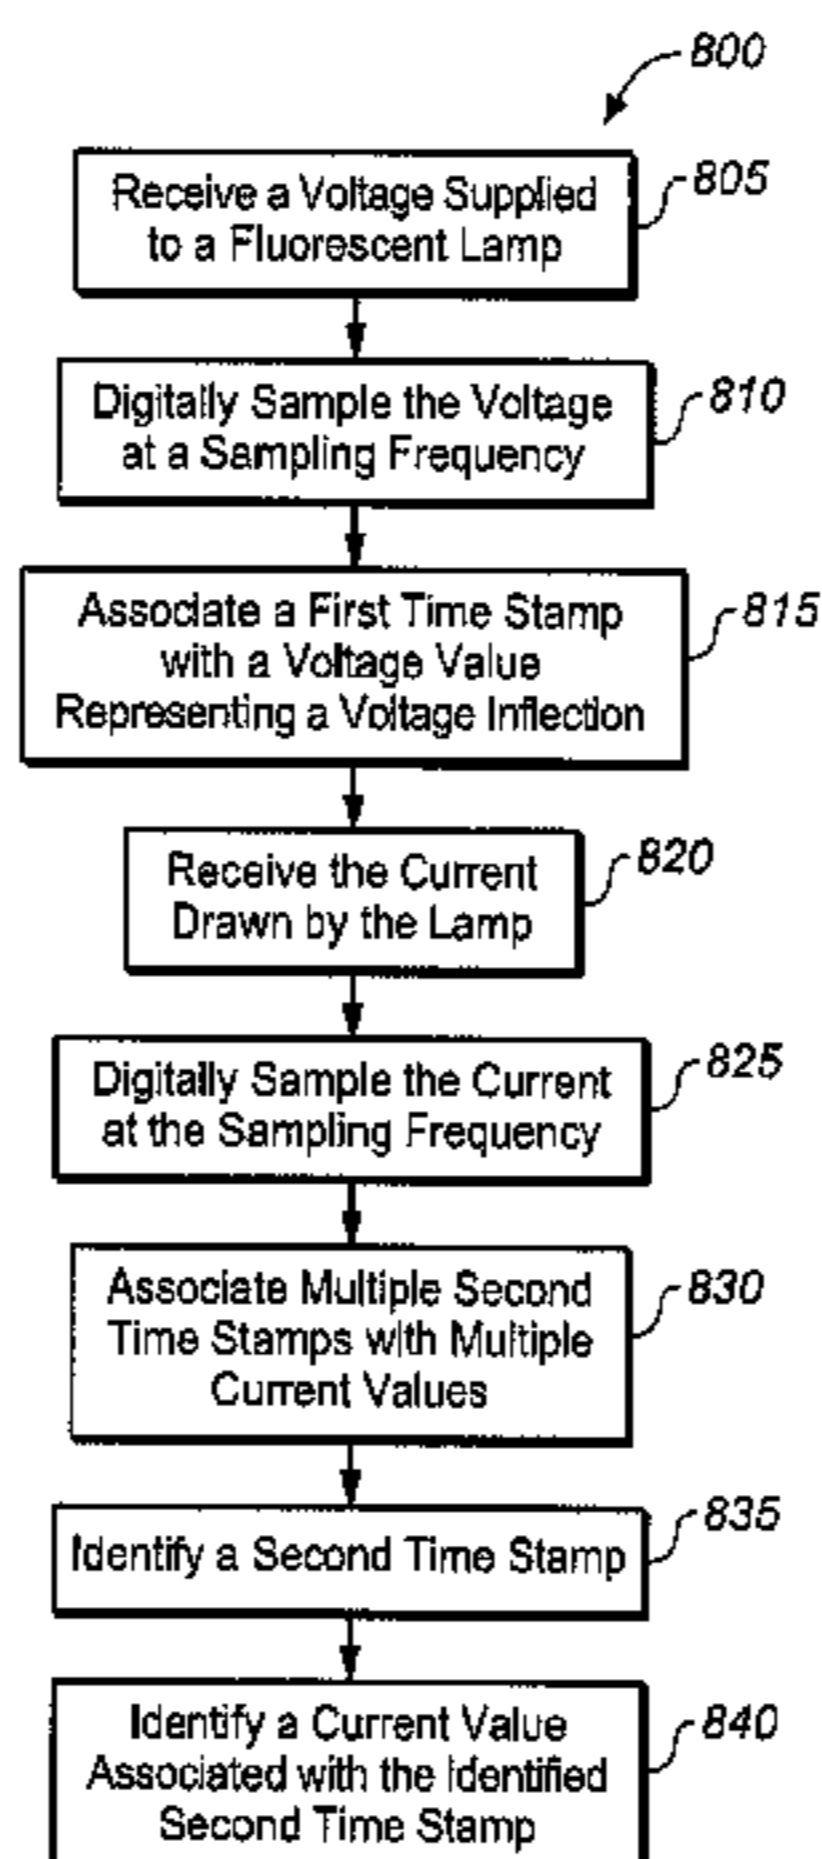 800
Receive a Voltage Supplied
to a Fluorescent Lamp
805
Digitally Sample the Voltage
at a Sampling Frequency
810
Associate a First Time Stamp
with a Voltage Value
Representing a Voltage Inflection
815
Receive the Current
Drawn by the Lamp
820
Digitally Sample the Current
at the Sampling Frequency
825
Associate Multiple Second
Time Stamps with Multiple
Current Values
830
Identify a Second Time Stamp
835
Identify a Current Value
Associated with the Identified
Second Time Stamp
840